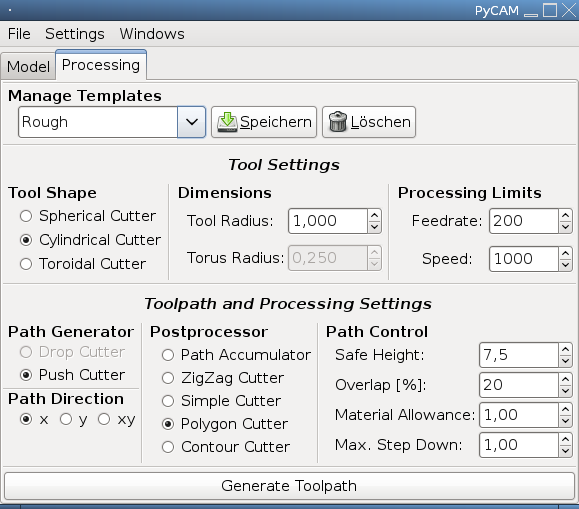 PyCAM
File Settings Windows
Model Processing
Manage Templates
Rough Speichern Löschen
Tool Settings
Tool Shape Dimensions Processing Limits
Spherical Cutter Tool Radius: 1,000 Feedrate: 200
Cylindrical Cutter
Toroidal Cutter Torus Radius: 0,250 Speed: 1000
Toolpath and Processing Settings
Path Generator Postprocessor Path Control
Drop Cutter Path Accumulator Safe Height: 7,5
Push Cutter ZigZag Cutter Overlap [%]: 20
Path Direction Simple Cutter Material Allowance: 1,00
x y xy Polygon Cutter
Contour Cutter Max. Step Down: 1,00
Generate Toolpath